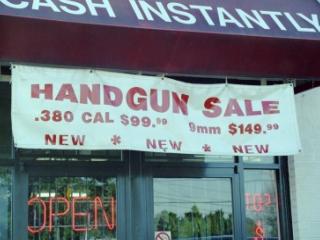 CASH INSTANTLY
HANDGUN SALE
.380 CAL $99.99 9mm $149.99
NEW * NEW * NEW
OPEN